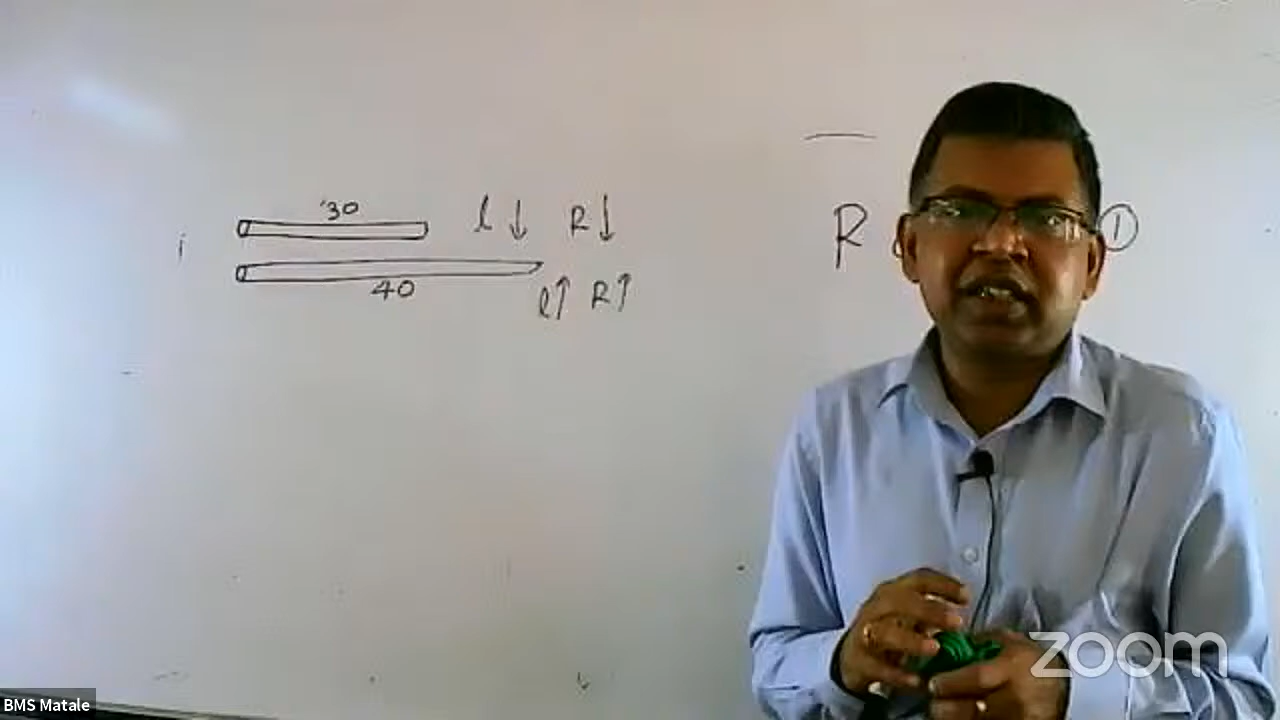 30
l ↓ R ↓
40
l ↑ R ↑
i
R
①
zoom
BMS Matale